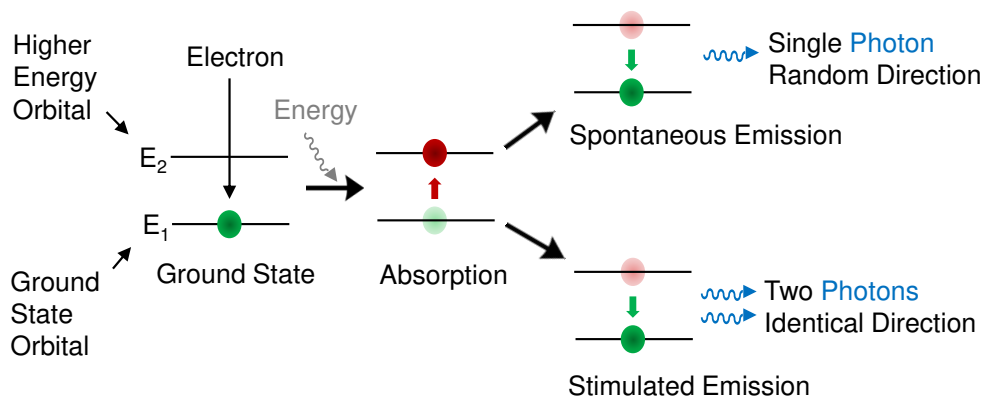 Higher
Energy
Orbital
Electron
Energy
E₂
E₁
Ground State
Ground
State
Orbital
Absorption
Single Photon
Random Direction
Spontaneous Emission
Two Photons
Identical Direction
Stimulated Emission